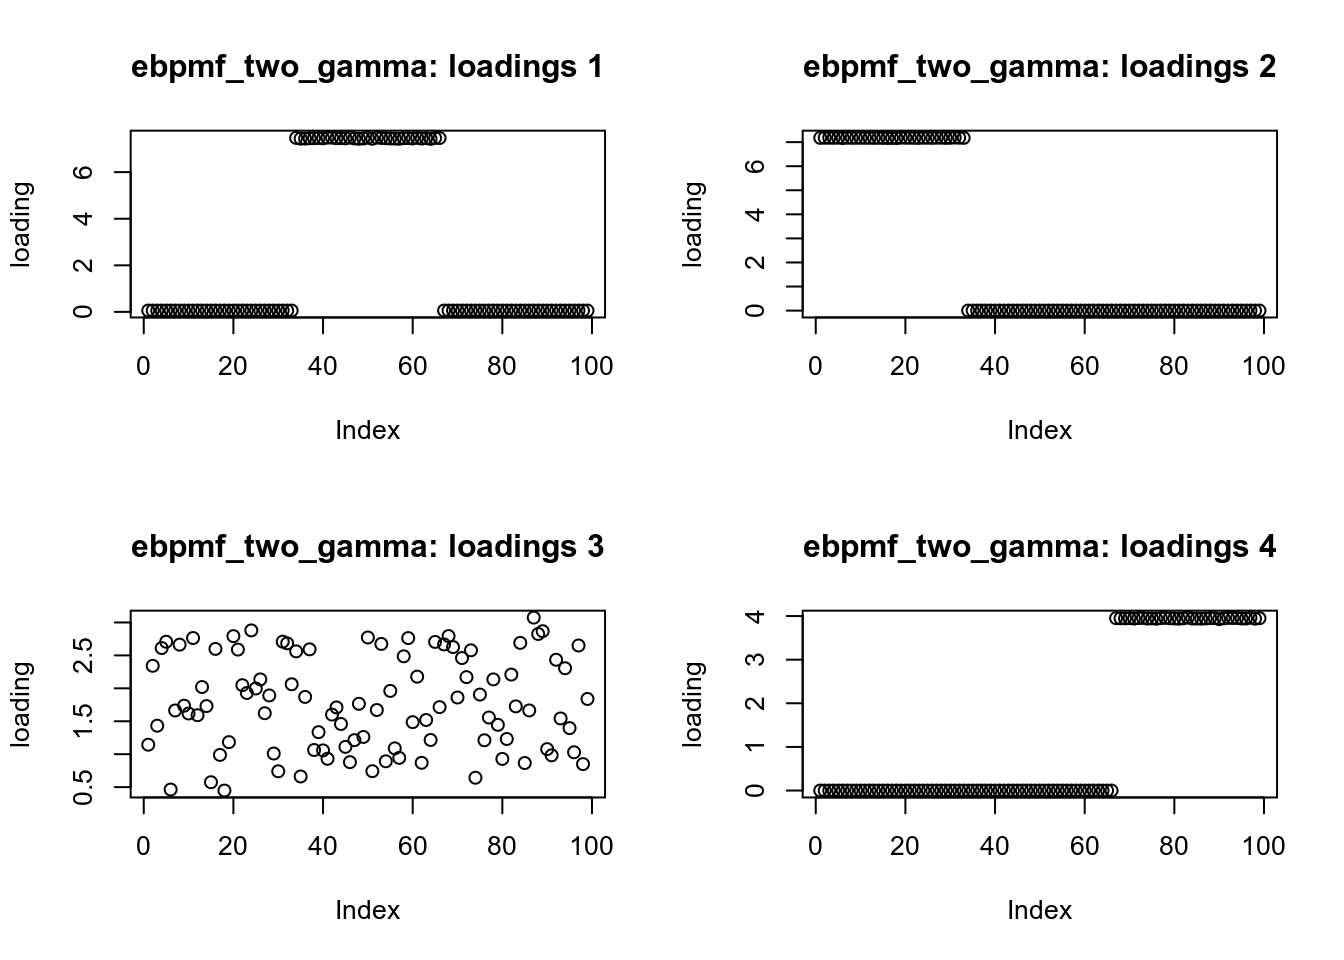 ebpmf_two_gamma: loadings 1
loading
0 2 4 6
0 20 40 60 80 100
Index
ebpmf_two_gamma: loadings 2
loading
0 2 4 6
0 20 40 60 80 100
Index
ebpmf_two_gamma: loadings 3
loading
0.5 1.5 2.5
0 20 40 60 80 100
Index
ebpmf_two_gamma: loadings 4
loading
0 1 2 3 4
0 20 40 60 80 100
Index